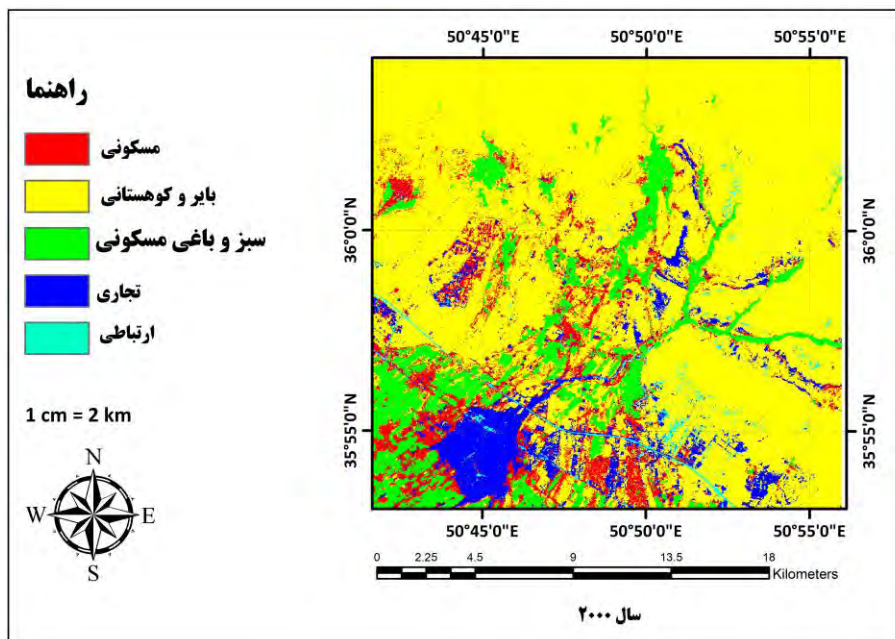 50°45'0"E 50°50'0"E 50°55'0"E
راهنما
مسکونی
بایر و کوهستانی
سبز و باغی مسکونی
تجاری
ارتباطی
36°0'0"N 36°0'0"N
35°55'0"N 35°55'0"N
1 cm = 2 km
N
W E
S
50°45'0"E 50°50'0"E 50°55'0"E
0 2.25 4.5 9 13.5 18
Kilometers
سال ۲۰۰۰